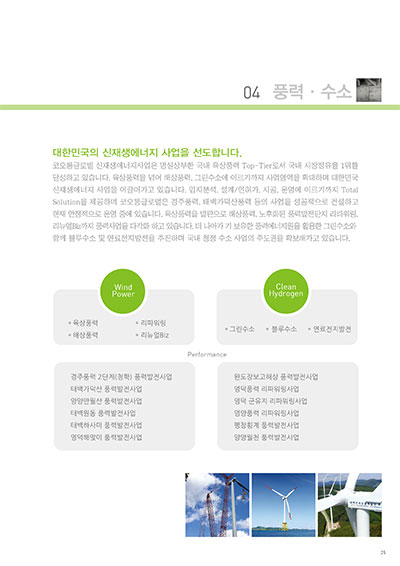 04 풍력 · 수소
대한민국의 신재생에너지 사업을 선도합니다.
코오롱글로벌 신재생에너지사업은 명실상부한 국내 육상풍력 Top-Tier로서 국내 시장점유율 1위를
달성하고 있습니다. 육상풍력을 넘어 해상풍력, 그린수소에 이르기까지 사업영역을 확대하며 대한민국
신재생에너지 사업을 이끌어가고 있습니다. 입지분석, 설계/인허가, 시공, 운영에 이르기까지 Total
Solution을 제공하며 코오롱글로벌은 경주풍력, 태백가덕산풍력 등의 사업을 성공적으로 건설하고
현재 안정적으로 운영 중에 있습니다. 육상풍력을 발판으로 해상풍력, 노후화된 풍력발전단지 리파워링,
리뉴얼Biz까지 풍력사업을 다각화 하고 있습니다. 더 나아가 기 보유한 풍력에너지원을 활용한 그린수소와
함께 블루수소 및 연료전지발전을 추진하며 국내 청정 수소 사업의 주도권을 확보해가고 있습니다.
Wind
Power
• 육상풍력 • 리파워링
• 해상풍력 • 리뉴얼Biz
Clean
Hydrogen
• 그린수소 • 블루수소 • 연료전지발전
Performance
경주풍력 2단계(청학) 풍력발전사업
태백가덕산 풍력발전사업
양양만월산 풍력발전사업
태백원동 풍력발전사업
태백하사미 풍력발전사업
영덕해맞이 풍력발전사업
완도장보고해상 풍력발전사업
영덕풍력 리파워링사업
영덕 군유지 리파워링사업
영양풍력 리파워링사업
평창횡계 풍력발전사업
양양월천 풍력발전사업
25